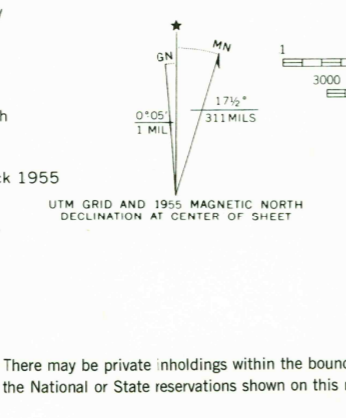 MN
GN
1
3000
0°05'
1 MIL
17½°
311 MILS
ck 1955
UTM GRID AND 1955 MAGNETIC NORTH
DECLINATION AT CENTER OF SHEET
There may be private inholdings within the
the National or State reservations shown on this